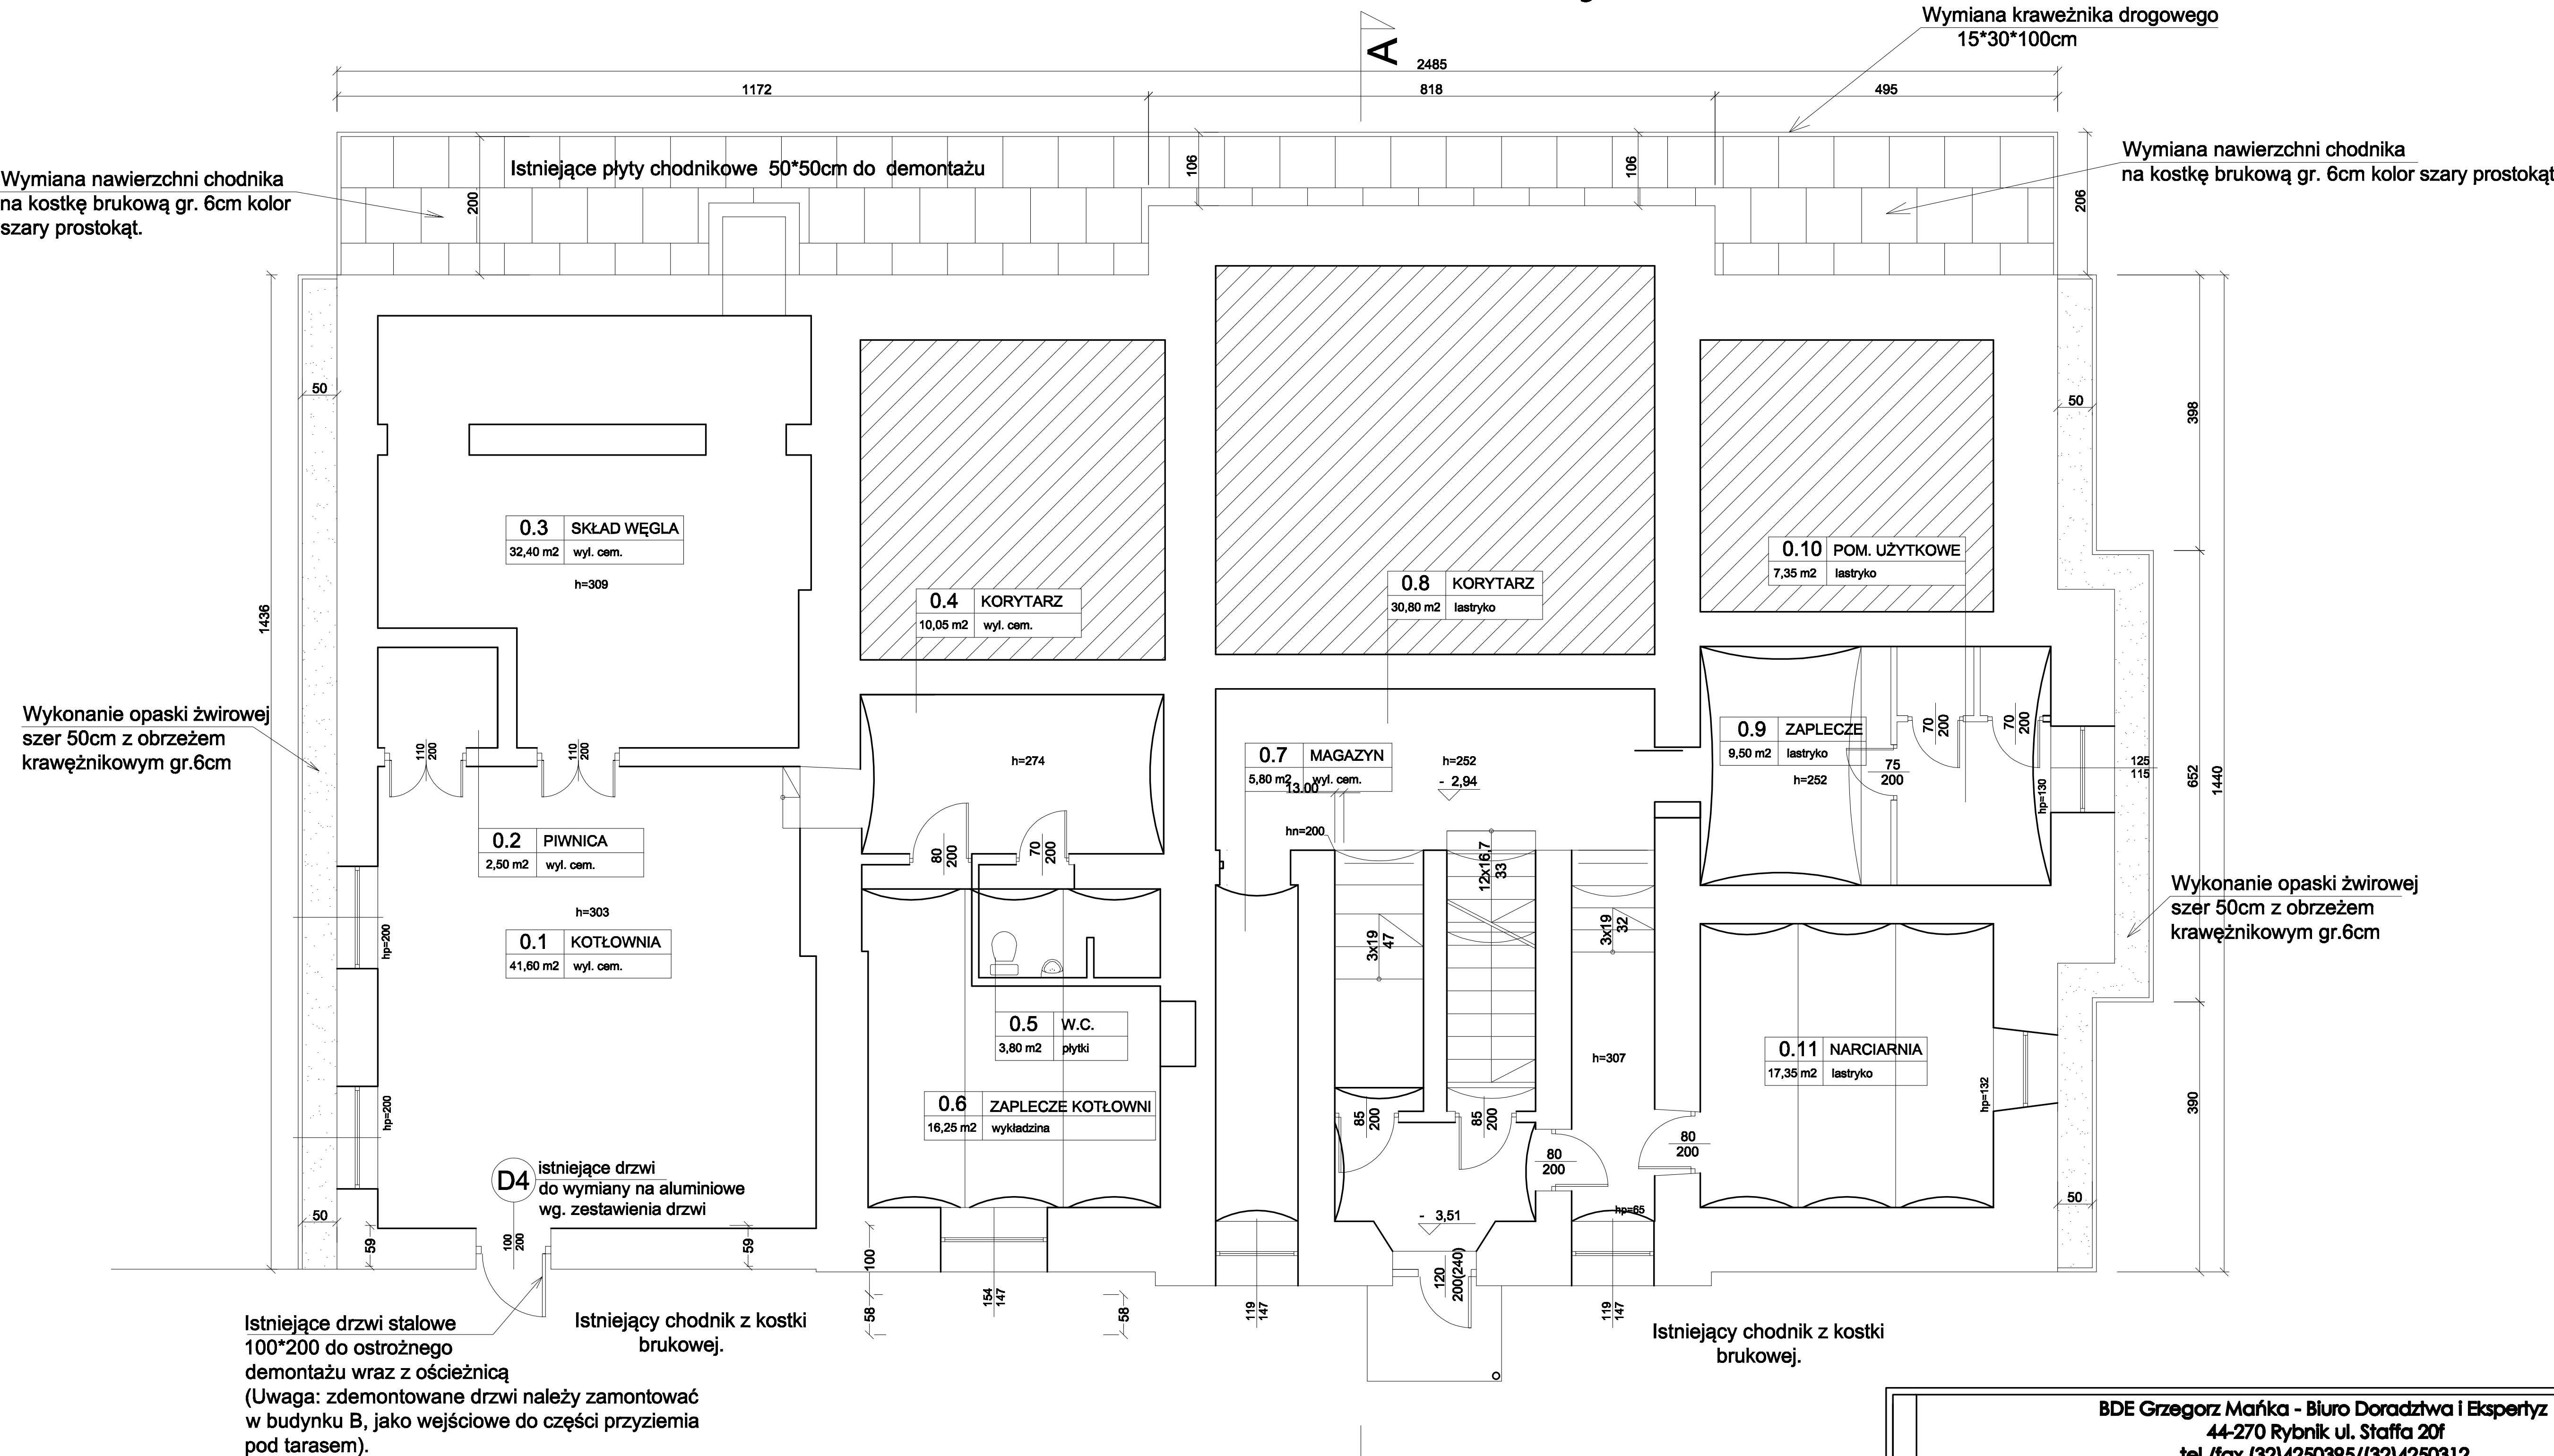 Wymiana kraweżnika drogowego
15*30*100cm
A
2485
1172
818
495
Wymiana nawierzchni chodnika
na kostkę brukową gr. 6cm kolor
szary prostokąt.
Istniejące płyty chodnikowe 50*50cm do demontażu
200
106
106
206
Wymiana nawierzchni chodnika
na kostkę brukową gr. 6cm kolor szary prostokąt
50
50
398
1436
652
1440
390
0.3 SKŁAD WĘGLA
32,40 m2 wyl. cem.
h=309
0.4 KORYTARZ
10,05 m2 wyl. cem.
0.8 KORYTARZ
30,80 m2 lastryko
0.10 POM. UŻYTKOWE
7,35 m2 lastryko
Wykonanie opaski żwirowej
szer 50cm z obrzeżem
krawężnikowym gr.6cm
110
200
110
200
h=274
0.7 MAGAZYN
5,80 m2 wyl. cem.
13.00
h=252
- 2,94
0.9 ZAPLECZE
9,50 m2 lastryko
h=252
70
200
70
200
75
200
hp=130
125
115
0.2 PIWNICA
2,50 m2 wyl. cem.
80
200
70
200
hn=200
12x16,7
33
3x19
47
3x19
32
Wykonanie opaski żwirowej
szer 50cm z obrzeżem
krawężnikowym gr.6cm
h=303
0.1 KOTŁOWNIA
41,60 m2 wyl. cem.
hp=200
hp=200
0.5 W.C.
3,80 m2 płytki
0.6 ZAPLECZE KOTŁOWNI
16,25 m2 wykładzina
h=307
0.11 NARCIARNIA
17,35 m2 lastryko
hp=132
85
200
85
200
80
200
80
200
D4
istniejące drzwi
do wymiany na aluminiowe
wg. zestawienia drzwi
50
59
100
200
59
100
58
154
147
58
119
147
- 3,51
120
200(240)
hp=65
119
147
50
Istniejące drzwi stalowe
100*200 do ostrożnego
demontażu wraz z ościeżnicą
(Uwaga: zdemontowane drzwi należy zamontować
w budynku B, jako wejściowe do części przyziemia
pod tarasem).
Istniejący chodnik z kostki
brukowej.
Istniejący chodnik z kostki
brukowej.
BDE Grzegorz Mańka - Biuro Doradztwa i Ekspertyz
44-270 Rybnik ul. Staffa 20f
tel./fax (32)4250395/(32)4250312